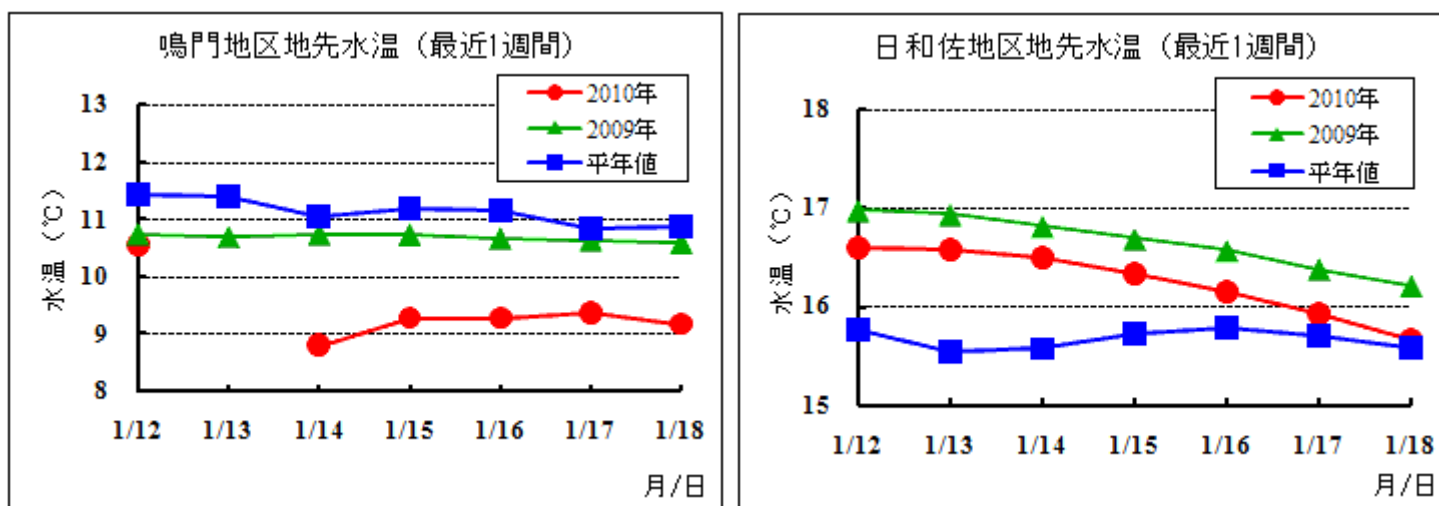 鳴門地区地先水温（最近1週間）
2010年
2009年
平年値
13
12
11
10
9
8
水温（℃）
1/12 1/13 1/14 1/15 1/16 1/17 1/18
月/日
日和佐地区地先水温（最近1週間）
2010年
2009年
平年値
18
17
16
15
水温（℃）
1/12 1/13 1/14 1/15 1/16 1/17 1/18
月/日